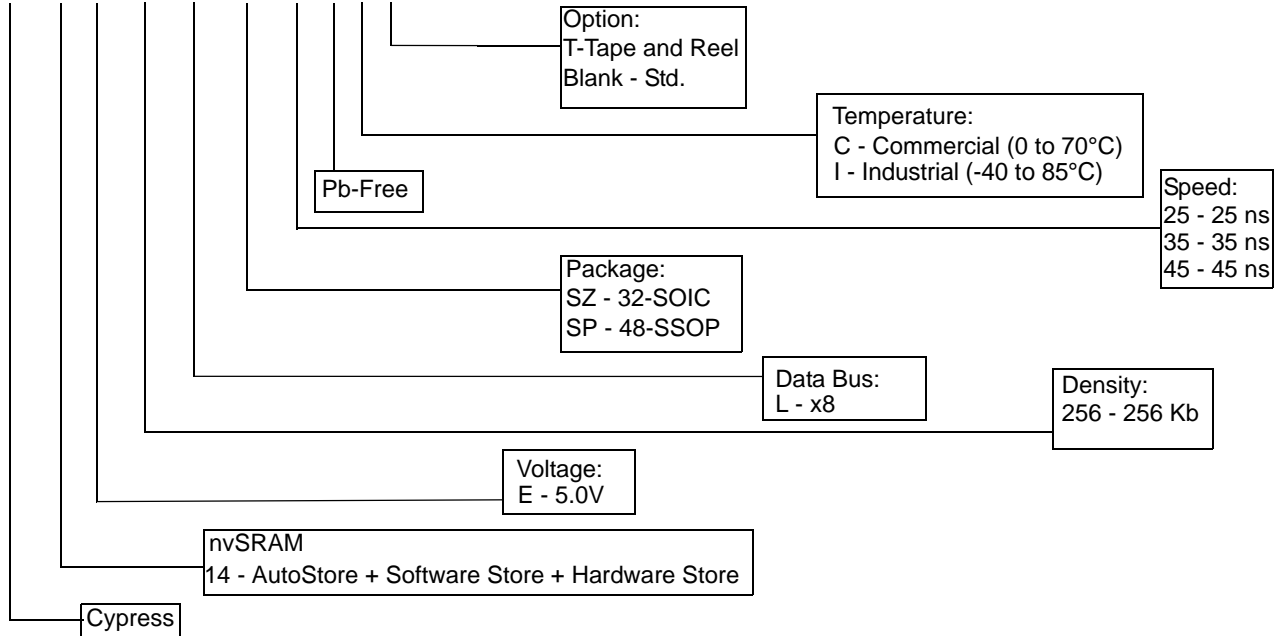 Option:
T-Tape and Reel
Blank - Std.
Temperature:
C - Commercial (0 to 70°C)
I - Industrial (-40 to 85°C)
Pb-Free
Speed:
25 - 25 ns
35 - 35 ns
45 - 45 ns
Package:
SZ - 32-SOIC
SP - 48-SSOP
Data Bus:
L - x8
Density:
256 - 256 Kb
Voltage:
E - 5.0V
nvSRAM
14 - AutoStore + Software Store + Hardware Store
Cypress